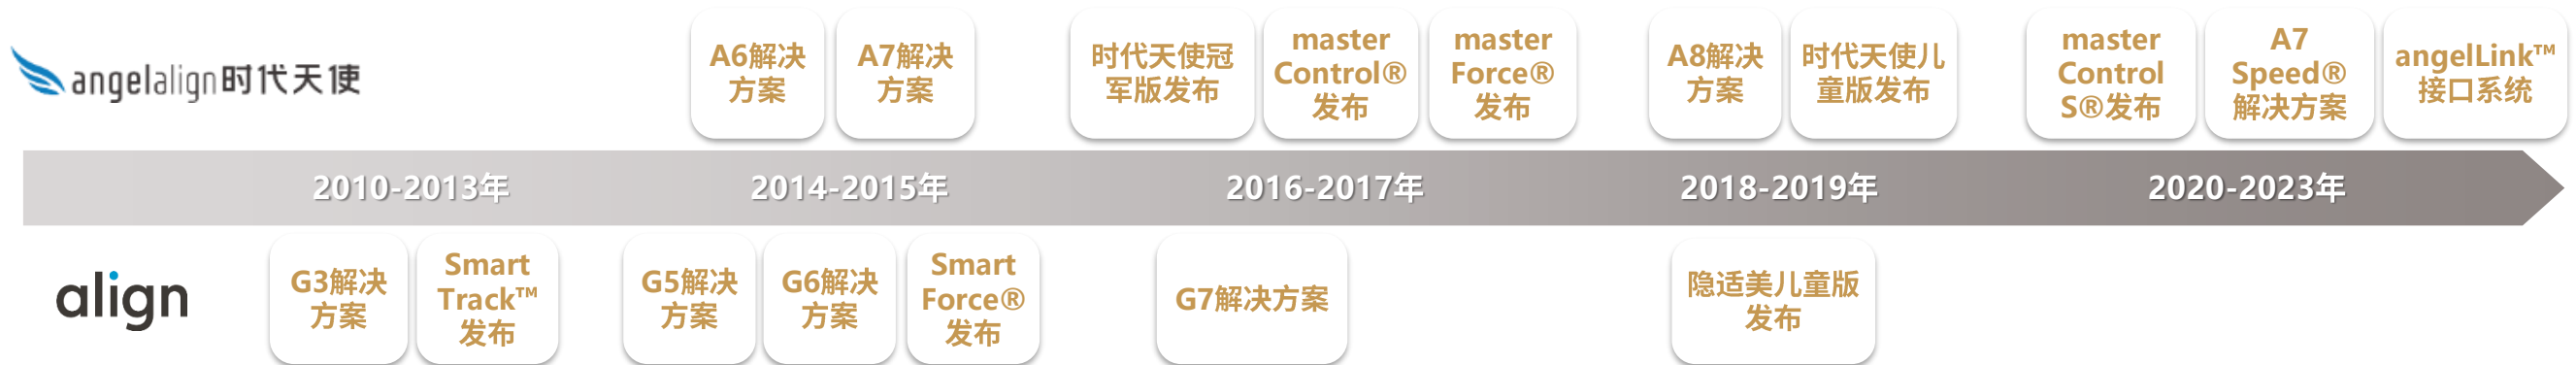 angelalign时代天使
A6解决
方案
A7解决
方案
时代天使冠
军版发布
master
Control®
发布
master
Force®
发布
A8解决
方案
时代天使儿
童版发布
master
Control
S®发布
A7
Speed®
解决方案
angelLink™
接口系统
2010-2013年
2014-2015年
2016-2017年
2018-2019年
2020-2023年
align
G3解决
方案
Smart
Track™
发布
G5解决
方案
G6解决
方案
Smart
Force®
发布
G7解决方案
隐适美儿童版
发布